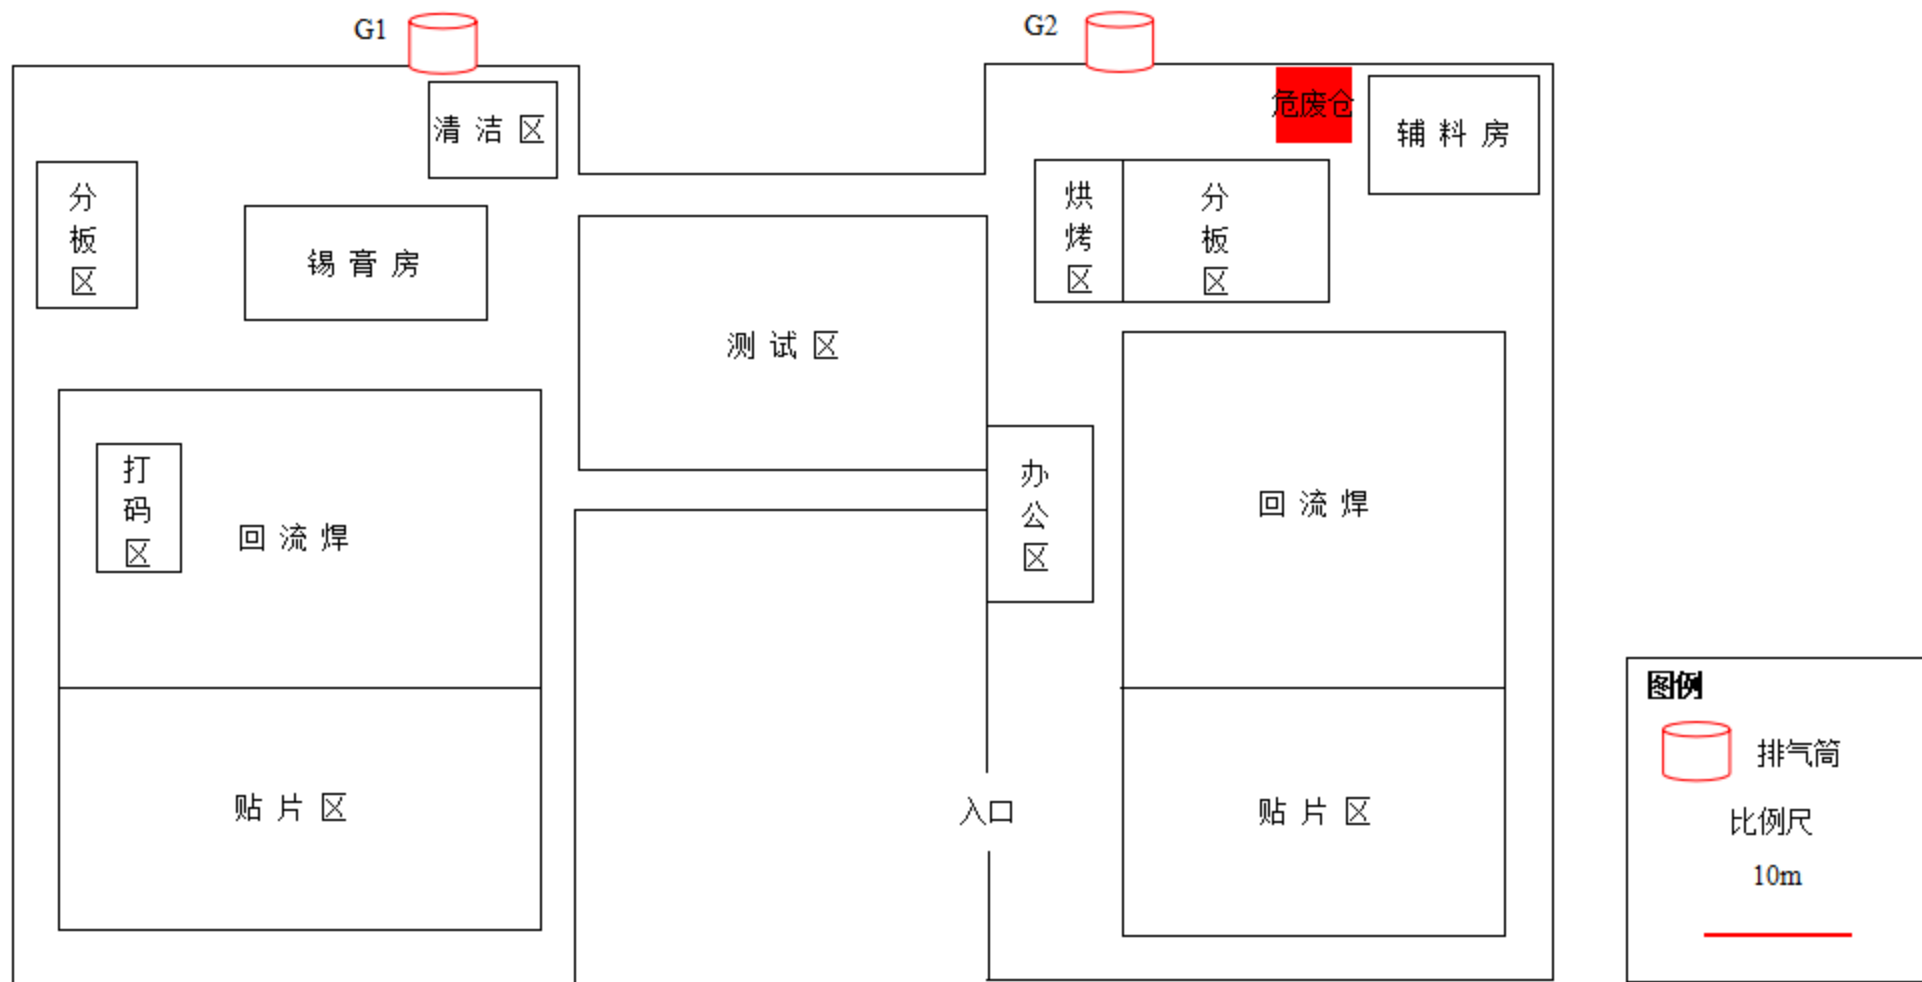 G1
G2
清洁区
危废仓
辅料房
分板区
锡膏房
烘烤区
分板区
测试区
打码区
回流焊
办公区
回流焊
贴片区
入口
贴片区
图例
排气筒
比例尺
10m